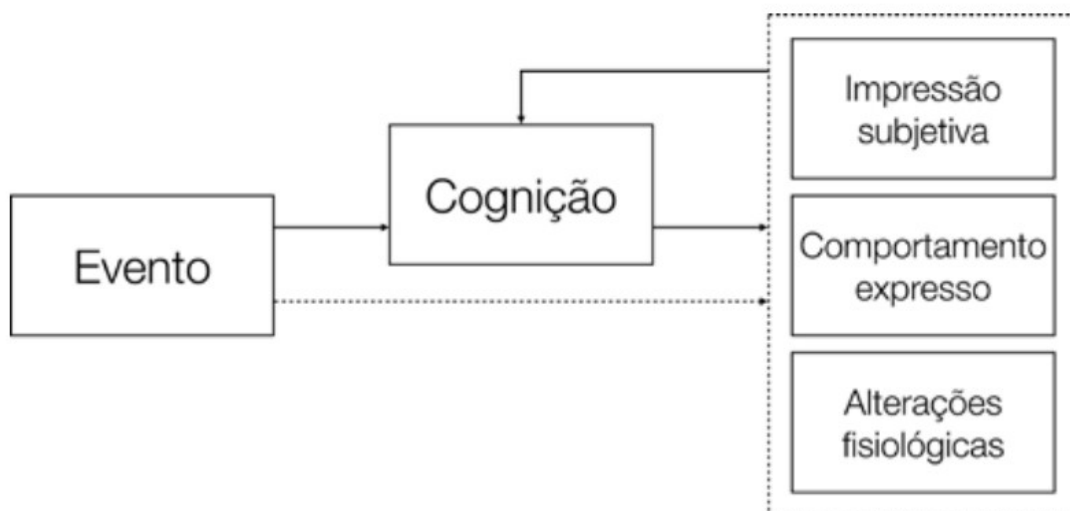 Evento
Cognição
Impressão
subjetiva
Comportamento
expresso
Alterações
fisiológicas